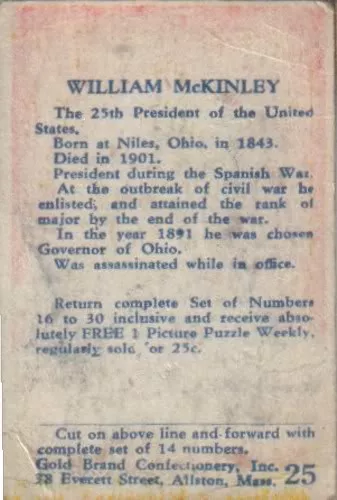 WILLIAM McKINLEY
The 25th President of the United
States.
Born at Niles, Ohio, in 1843.
Died in 1901.
President during the Spanish War.
At the outbreak of civil war he
enlisted, and attained the rank of
major by the end of the war.
In the year 1891 he was chosen
Governor of Ohio.
Was assassinated while in office.
Return complete Set of Numbers
16 to 30 inclusive and receive abso-
lutely FREE 1 Picture Puzzle Weekly,
regularly sold for 25c.
Cut on above line and forward with
complete set of 14 numbers.
Gold Brand Confectionery, Inc.
38 Everett Street, Allston, Mass. 25